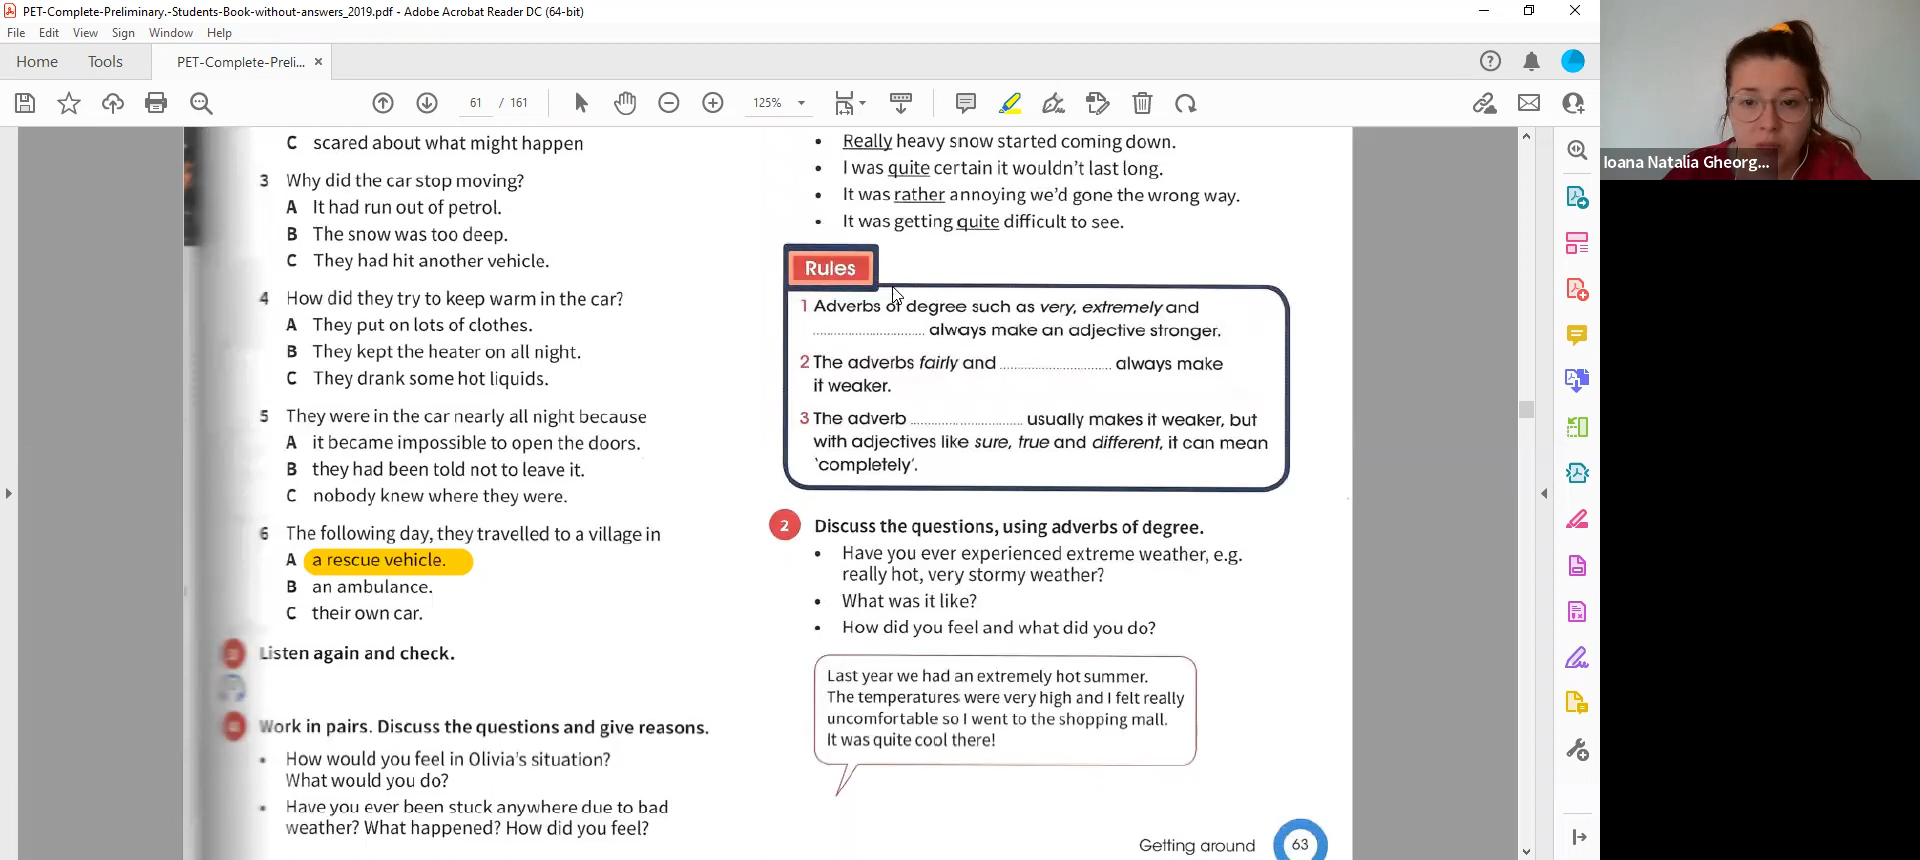 PET-Complete-Preliminary.-Students-Book-without-answers_2019.pdf - Adobe Acrobat Reader DC (64-bit)
File Edit View Sign Window Help
Home Tools PET-Complete-Preli... ×
61 / 161 125%
C scared about what might happen
3 Why did the car stop moving?
A It had run out of petrol.
B The snow was too deep.
C They had hit another vehicle.
4 How did they try to keep warm in the car?
A They put on lots of clothes.
B They kept the heater on all night.
C They drank some hot liquids.
5 They were in the car nearly all night because
A it became impossible to open the doors.
B they had been told not to leave it.
C nobody knew where they were.
6 The following day, they travelled to a village in
A a rescue vehicle.
B an ambulance.
C their own car.
Listen again and check.
Work in pairs. Discuss the questions and give reasons.
• How would you feel in Olivia's situation?
What would you do?
• Have you ever been stuck anywhere due to bad
weather? What happened? How did you feel?
• Really heavy snow started coming down.
• I was quite certain it wouldn't last long.
• It was rather annoying we'd gone the wrong way.
• It was getting quite difficult to see.
Rules
1 Adverbs of degree such as very, extremely and
........................ always make an adjective stronger.
2 The adverbs fairly and ........................ always make
it weaker.
3 The adverb ........................ usually makes it weaker, but
with adjectives like sure, true and different, it can mean
'completely'.
2 Discuss the questions, using adverbs of degree.
• Have you ever experienced extreme weather, e.g.
really hot, very stormy weather?
• What was it like?
• How did you feel and what did you do?
Last year we had an extremely hot summer.
The temperatures were very high and I felt really
uncomfortable so I went to the shopping mall.
It was quite cool there!
Getting around 63
Ioana Natalia Gheorg...